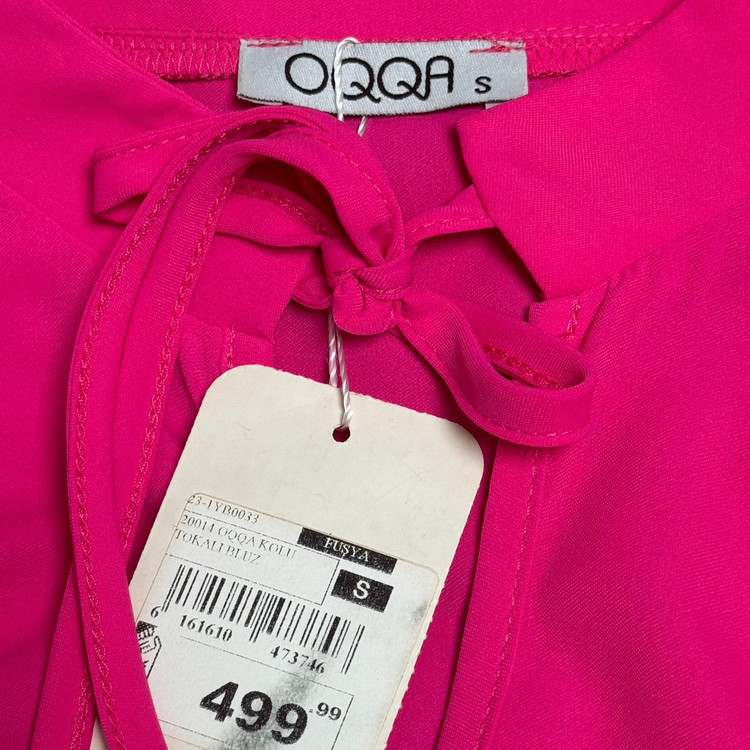 OQQA S
23-1YB0033
20014 OQQA KOLU
TOKALI BLUZ
FUŞYA
S
6 161610 473746
499.99